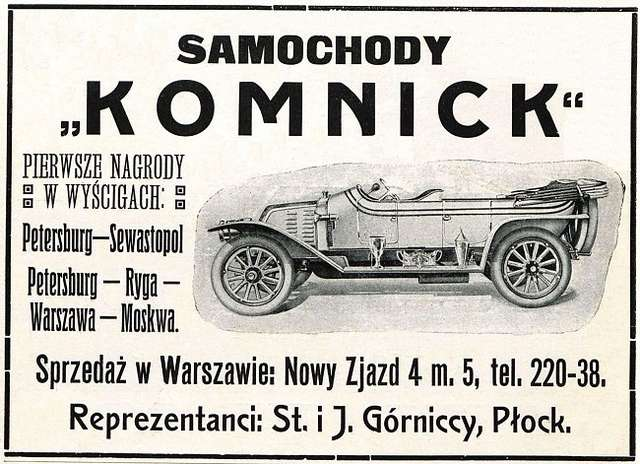 SAMOCHODY
„KOMNICK“
PIERWSZE NAGRODY
W WYŚCIGACH:
Petersburg—Sewastopol
Petersburg — Ryga —
Warszawa — Moskwa.
Sprzedaż w Warszawie: Nowy Zjazd 4 m. 5, tel. 220-38.
Reprezentanci: St. i J. Górniccy, Płock.